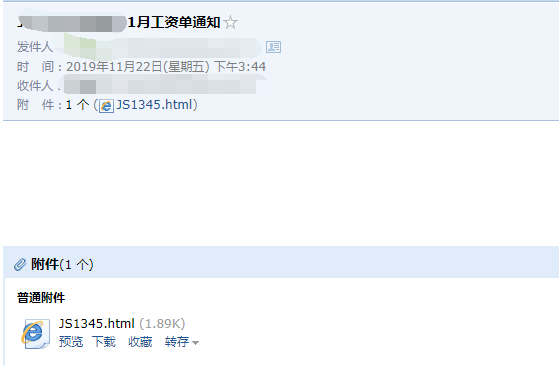 1月工资单通知☆
发件人
时 间：2019年11月22日(星期五) 下午3:44
收件人：
附 件：1 个 (JS1345.html)
附件(1 个)
普通附件
JS1345.html (1.89K)
预览 下载 收藏 转存